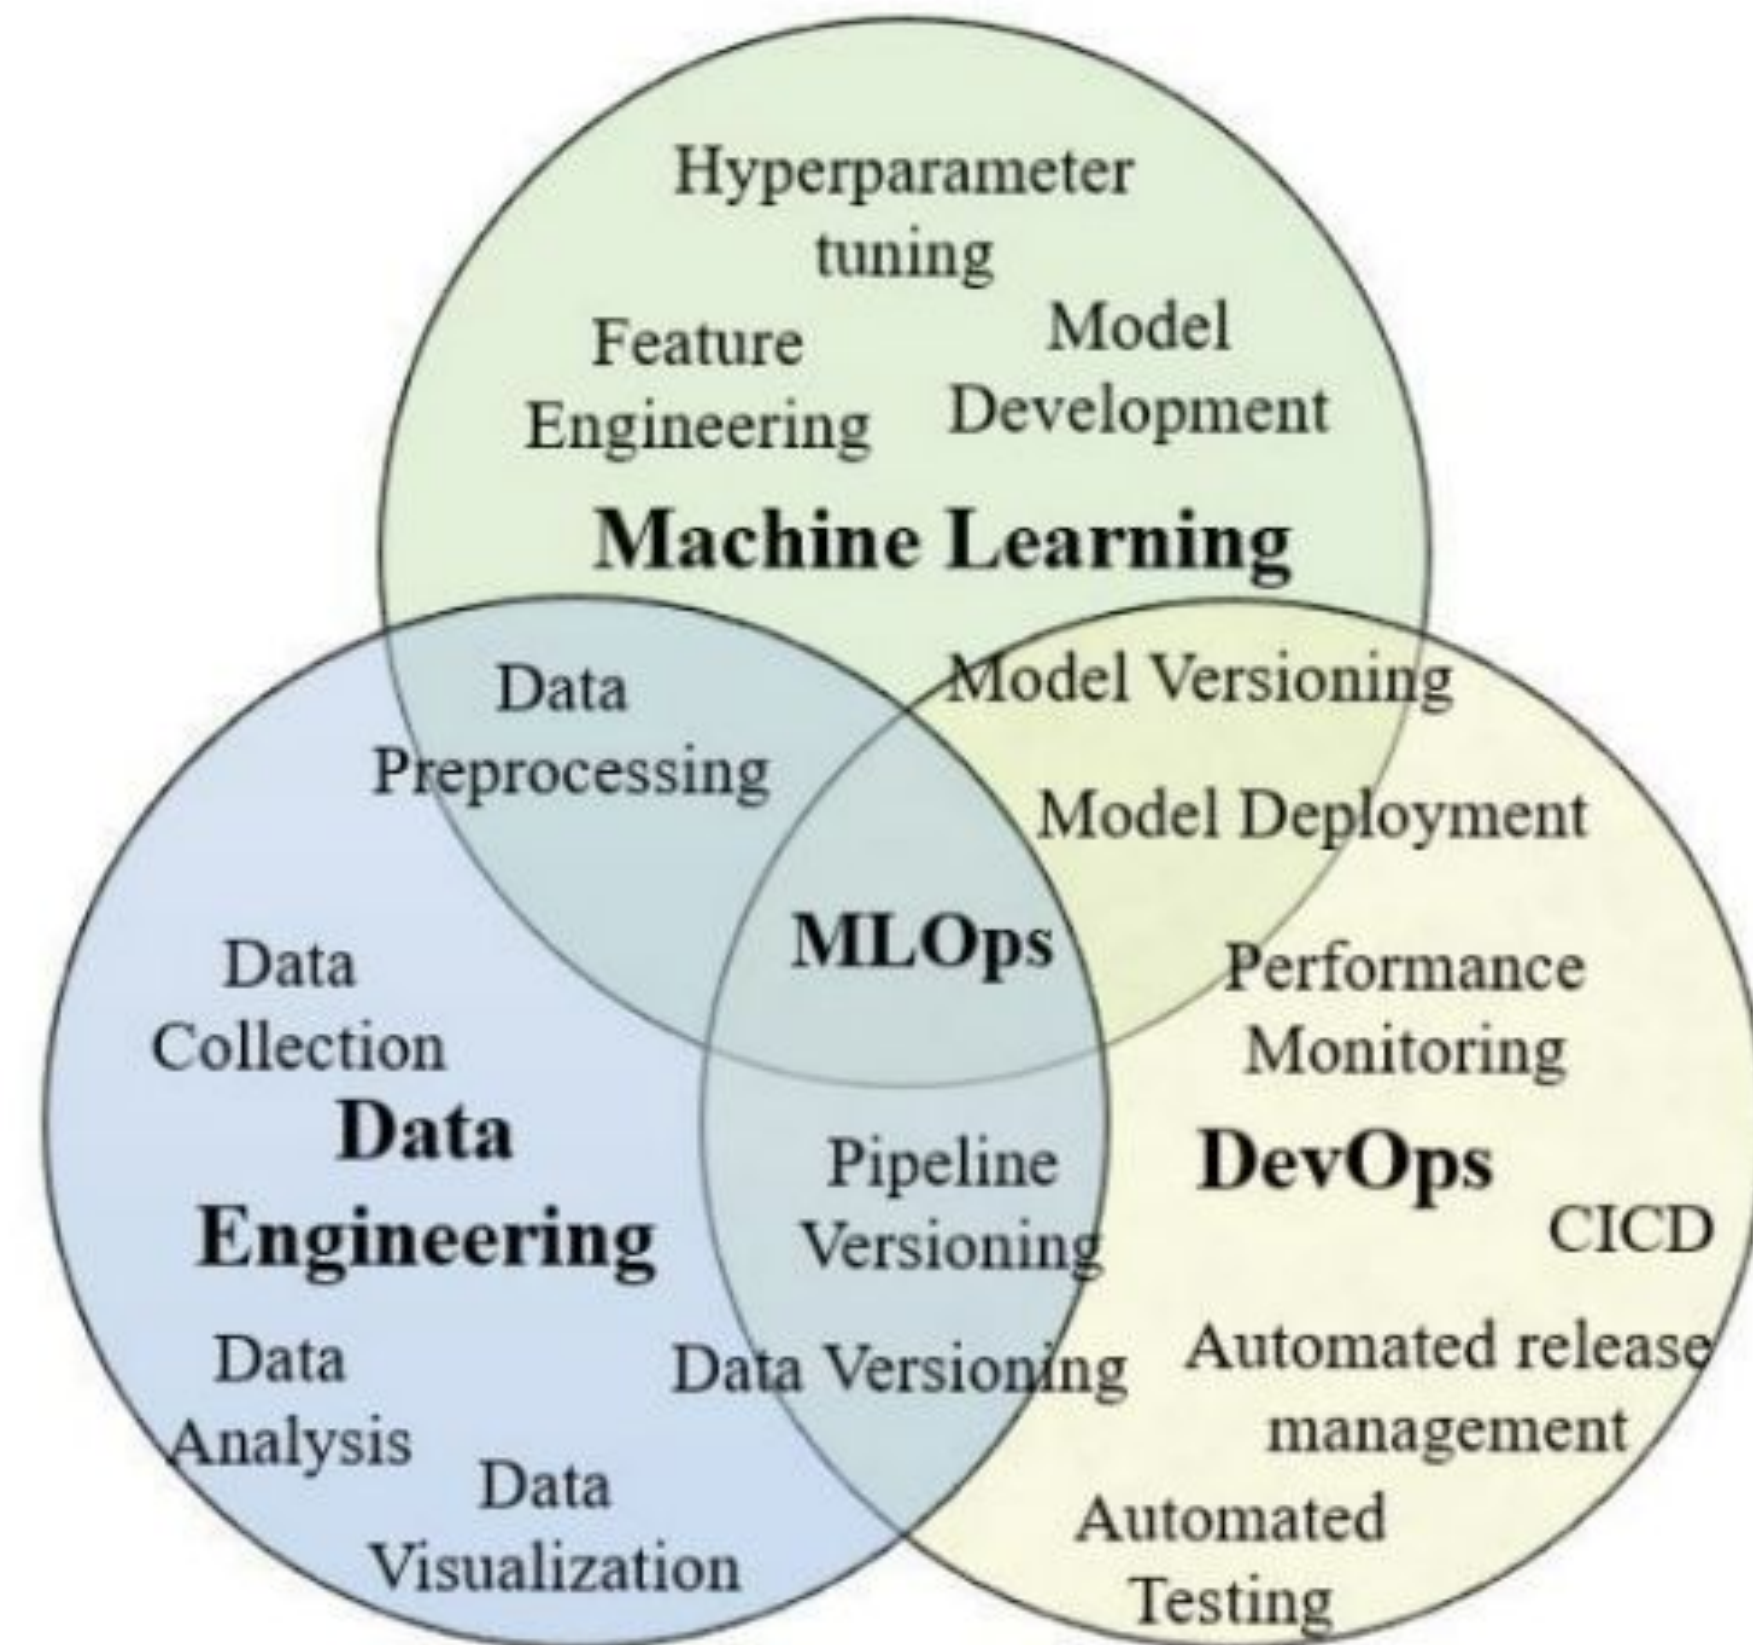 Hyperparameter
tuning
Feature
Engineering
Model
Development
Machine Learning
Data
Preprocessing
Model Versioning
Model Deployment
MLOps
Data
Collection
Data
Engineering
Performance
Monitoring
DevOps
CICD
Pipeline
Versioning
Data Versioning
Automated release
management
Data
Analysis
Data
Visualization
Automated
Testing